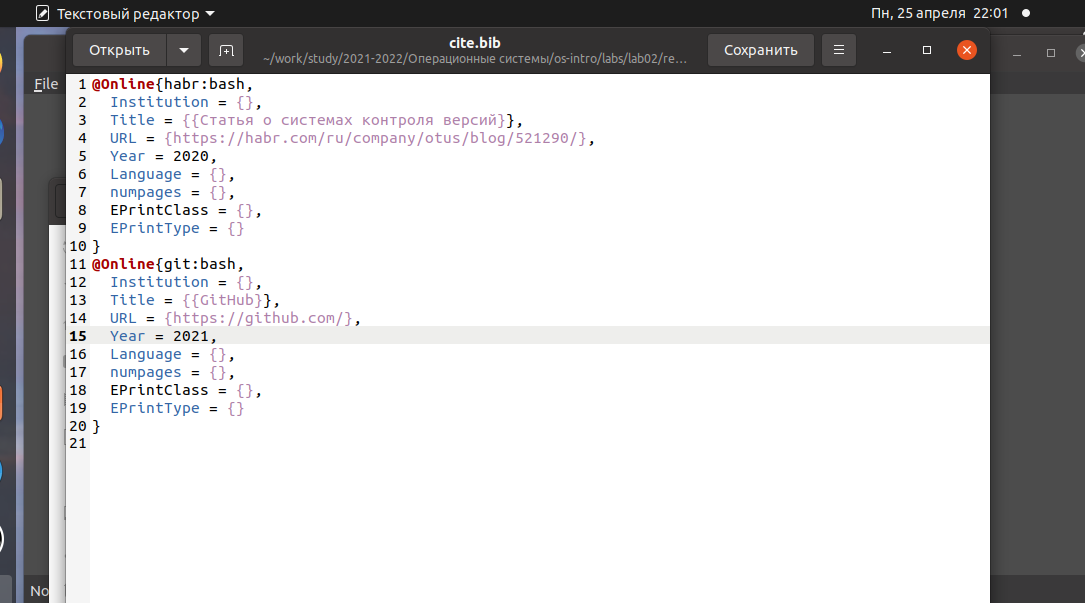 Текстовый редактор
Пн, 25 апреля 22:01
Открыть
cite.bib
~/work/study/2021-2022/Операционные системы/os-intro/labs/lab02/re…
Сохранить
File
1 @Online{habr:bash,
2   Institution = {},
3   Title = {{Статья о системах контроля версий}},
4   URL = {https://habr.com/ru/company/otus/blog/521290/},
5   Year = 2020,
6   Language = {},
7   numpages = {},
8   EPrintClass = {},
9   EPrintType = {}
10 }
11 @Online{git:bash,
12   Institution = {},
13   Title = {{GitHub}},
14   URL = {https://github.com/},
15   Year = 2021,
16   Language = {},
17   numpages = {},
18   EPrintClass = {},
19   EPrintType = {}
20 }
21
No